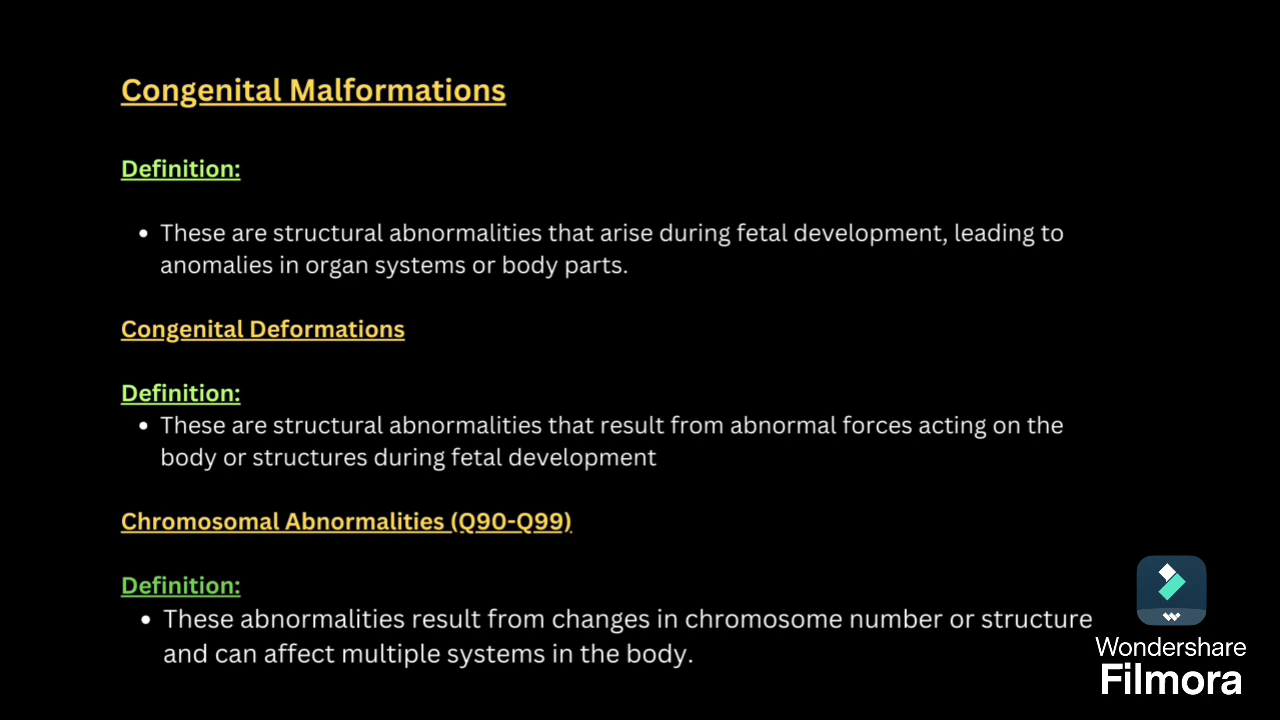 Congenital Malformations
Definition:
• These are structural abnormalities that arise during fetal development, leading to
anomalies in organ systems or body parts.
Congenital Deformations
Definition:
• These are structural abnormalities that result from abnormal forces acting on the
body or structures during fetal development
Chromosomal Abnormalities (Q90-Q99)
Definition:
• These abnormalities result from changes in chromosome number or structure
and can affect multiple systems in the body.
Wondershare
Filmora